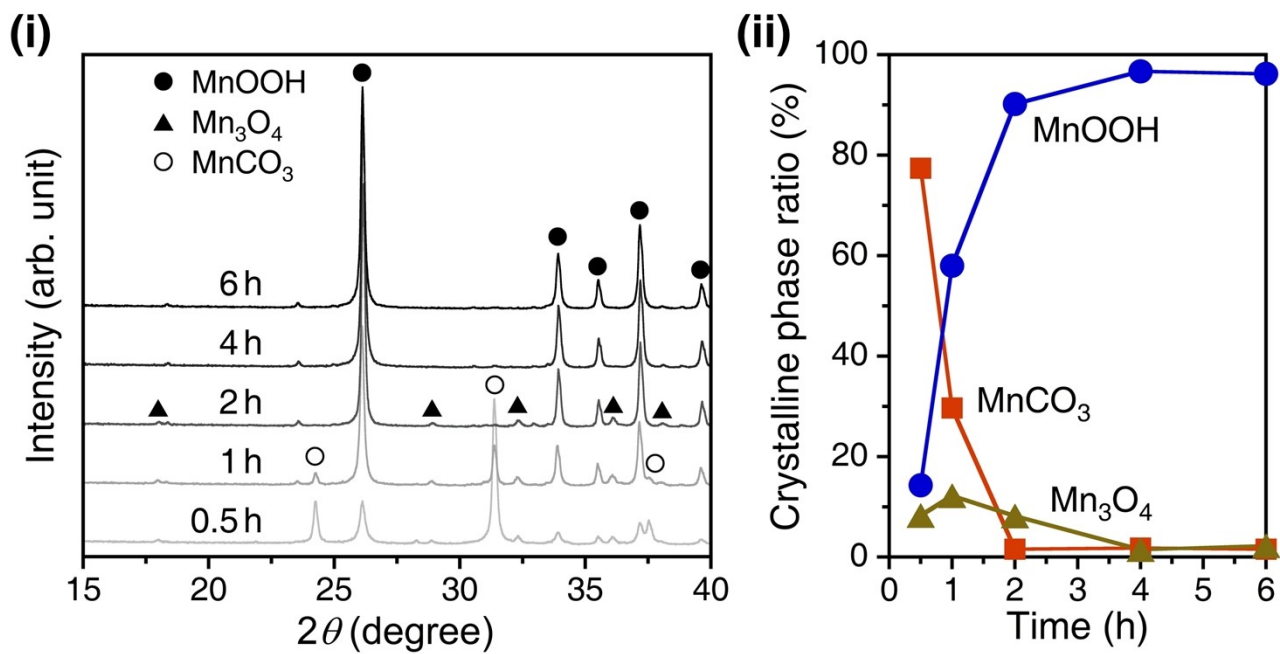 (i)
● MnOOH
▲ Mn₃O₄
○ MnCO₃
6 h
4 h
2 h
1 h
0.5 h
Intensity (arb. unit)
15 20 25 30 35 40
2θ (degree)
(ii)
100
80
60
40
20
0
Crystalline phase ratio (%)
MnOOH
MnCO₃
Mn₃O₄
0 1 2 3 4 5 6
Time (h)